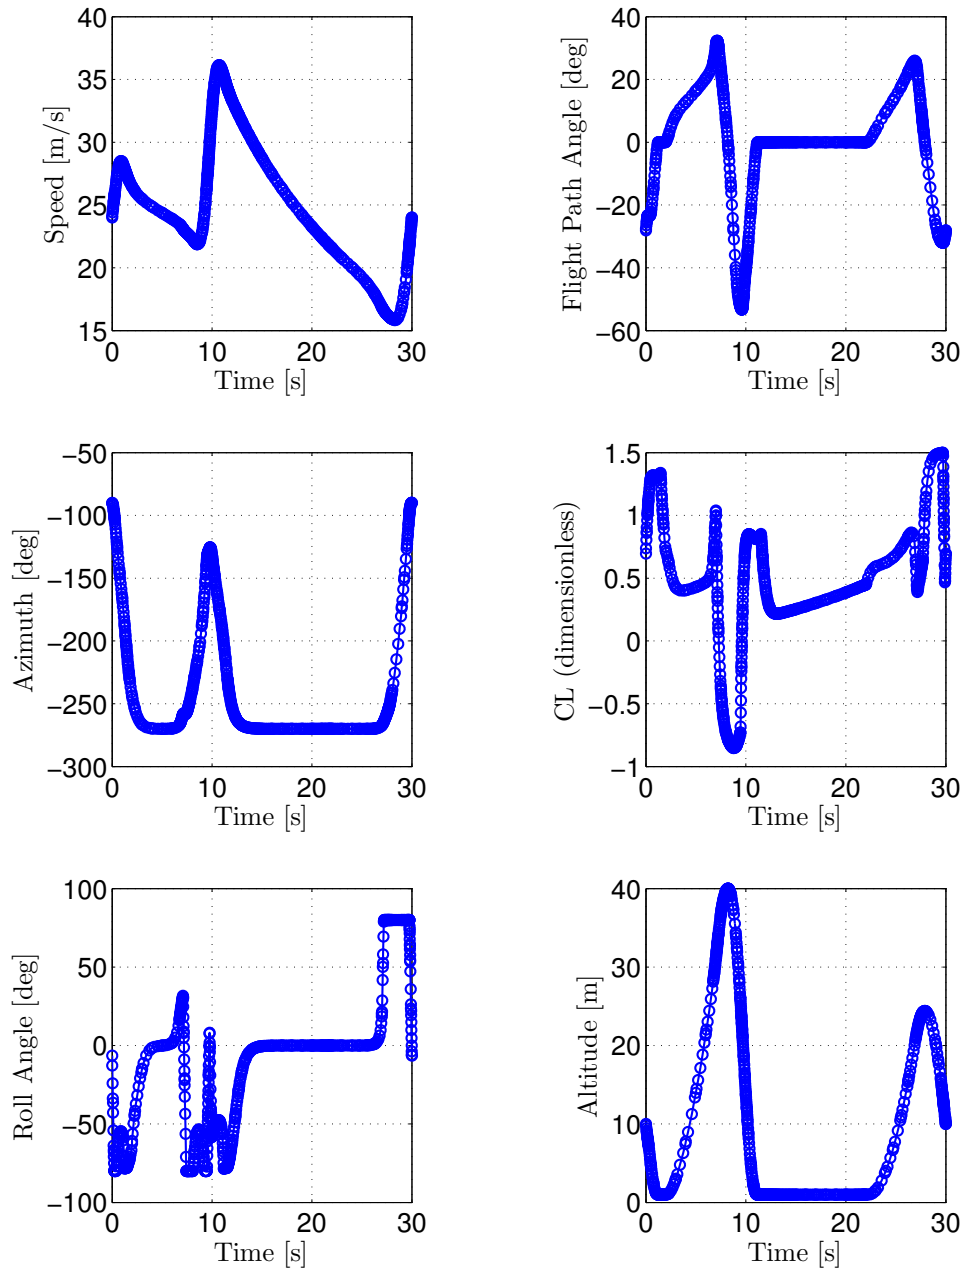 40
35
30
25
20
15
Speed [m/s]
0 10 20 30
Time [s]
40
20
0
−20
−40
−60
Flight Path Angle [deg]
0 10 20 30
Time [s]
−50
−100
−150
−200
−250
−300
Azimuth [deg]
0 10 20 30
Time [s]
1.5
1
0.5
0
−0.5
−1
CL (dimensionless)
0 10 20 30
Time [s]
100
50
0
−50
−100
Roll Angle [deg]
0 10 20 30
Time [s]
40
30
20
10
0
Altitude [m]
0 10 20 30
Time [s]